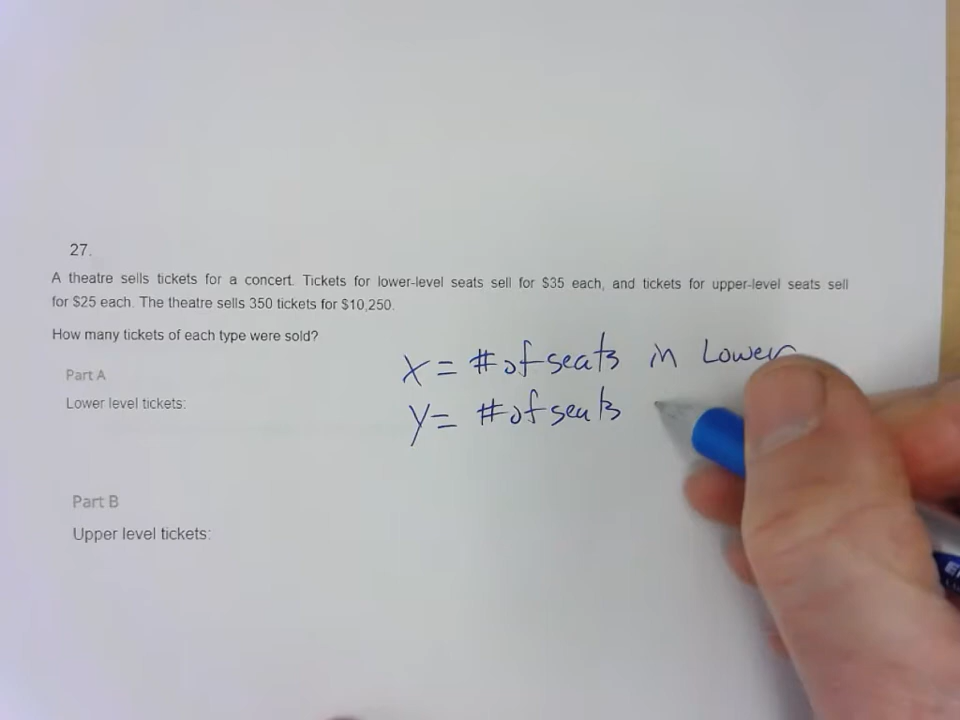 27.
A theatre sells tickets for a concert. Tickets for lower-level seats sell for $35 each, and tickets for upper-level seats sell
for $25 each. The theatre sells 350 tickets for $10,250.
How many tickets of each type were sold?
x = # of seats in Lower
Part A
Lower level tickets:
y = # of seats
Part B
Upper level tickets: